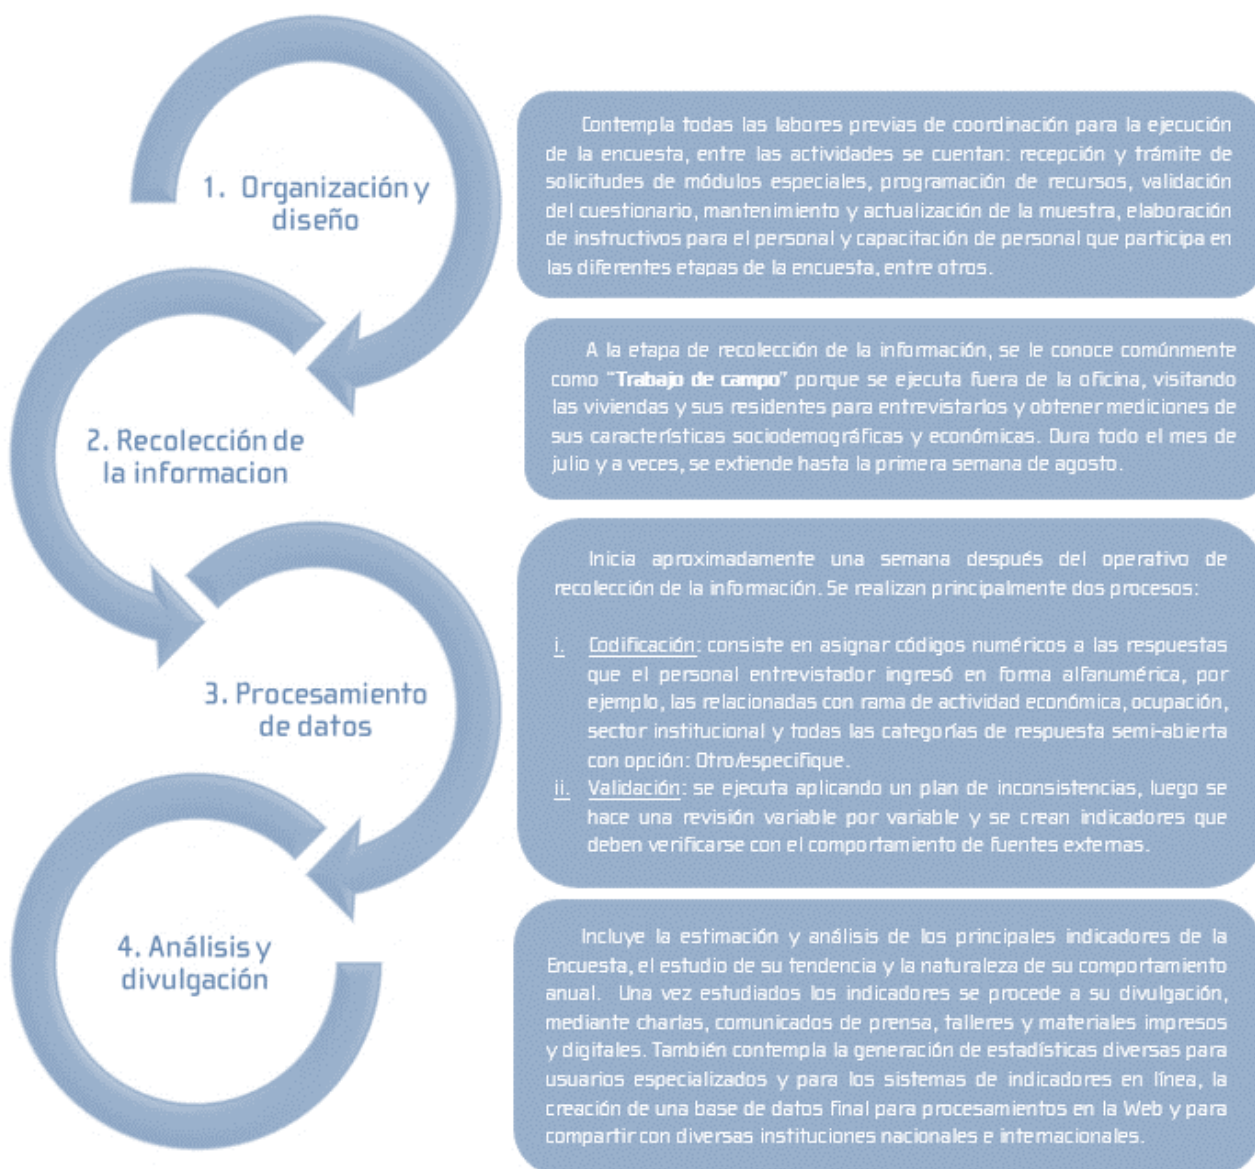 1. Organización y
diseño
Contempla todas las labores previas de coordinación para la ejecución
de la encuesta, entre las actividades se cuentan: recepción y trámite de
solicitudes de módulos especiales, programación de recursos, validación
del cuestionario, mantenimiento y actualización de la muestra, elaboración
de instructivos para el personal y capacitación de personal que participa en
las diferentes etapas de la encuesta, entre otros.
2. Recolección de
la informacion
A la etapa de recolección de la información, se le conoce comúnmente
como "Trabajo de campo" porque se ejecuta fuera de la oficina, visitando
las viviendas y sus residentes para entrevistarlos y obtener mediciones de
sus características sociodemográficas y económicas. Dura todo el mes de
julio y a veces, se extiende hasta la primera semana de agosto.
3. Procesamiento
de datos
Inicia aproximadamente una semana después del operativo de
recolección de la información. Se realizan principalmente dos procesos:
i. Codificación: consiste en asignar códigos numéricos a las respuestas
que el personal entrevistador ingresó en forma alfanumérica, por
ejemplo, las relacionadas con rama de actividad económica, ocupación,
sector institucional y todas las categorías de respuesta semi-abierta
con opción: Otro/especifique.
ii. Validación: se ejecuta aplicando un plan de inconsistencias, luego se
hace una revisión variable por variable y se crean indicadores que
deben verificarse con el comportamiento de fuentes externas.
4. Análisis y
divulgación
Incluye la estimación y análisis de los principales indicadores de la
Encuesta, el estudio de su tendencia y la naturaleza de su comportamiento
anual. Una vez estudiados los indicadores se procede a su divulgación,
mediante charlas, comunicados de prensa, talleres y materiales impresos
y digitales. También contempla la generación de estadísticas diversas para
usuarios especializados y para los sistemas de indicadores en línea, la
creación de una base de datos final para procesamientos en la Web y para
compartir con diversas instituciones nacionales e internacionales.